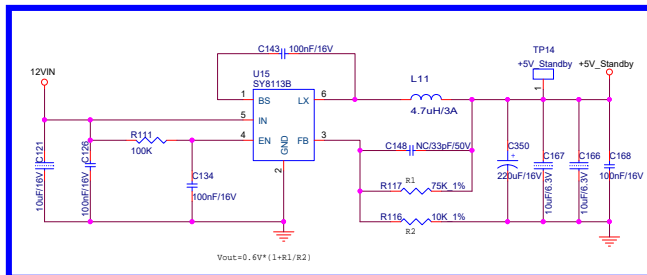 C143
100nF/16V
TP14
+5V_Standby
+5V_Standby
12VIN
U15
SY8113B
L11
4.7uH/3A
1
BS
LX
6
1
5
IN
R111
100K
4
EN
FB
3
GND
2
C121
10uF/16V
C126
100nF/16V
C134
100nF/16V
C148
NC/33pF/50V
R117
R1
75K_1%
R116
10K_1%
R2
C350
+
220uF/16V
C167
10uF/6.3V
C166
10uF/6.3V
C168
100nF/16V
Vout=0.6V*(1+R1/R2)